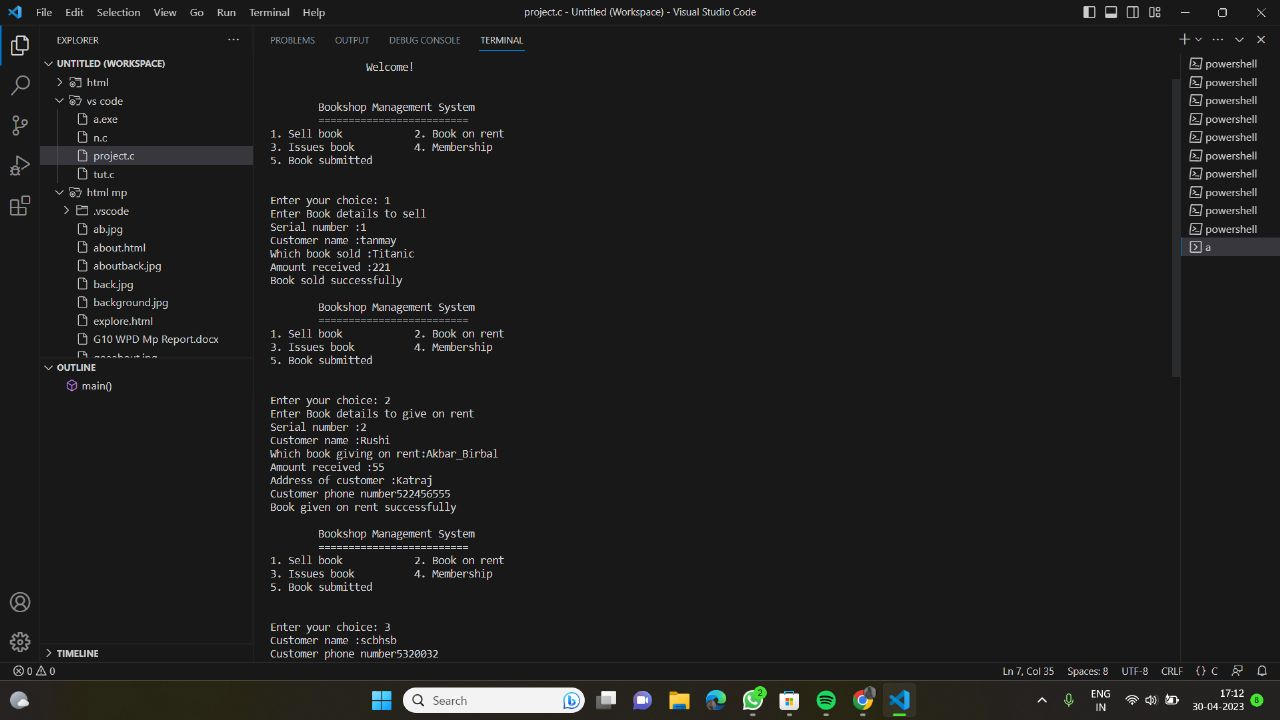 File Edit Selection View Go Run Terminal Help
project.c - Untitled (Workspace) - Visual Studio Code
EXPLORER
UNTITLED (WORKSPACE)
html
vs code
a.exe
n.c
project.c
tut.c
html mp
.vscode
ab.jpg
about.html
aboutback.jpg
back.jpg
background.jpg
explore.html
G10 WPD Mp Report.docx
OUTLINE
main()
TIMELINE
PROBLEMS OUTPUT DEBUG CONSOLE TERMINAL
Welcome!
Bookshop Management System
=========================
1. Sell book 2. Book on rent
3. Issues book 4. Membership
5. Book submitted
Enter your choice: 1
Enter Book details to sell
Serial number :1
Customer name :tanmay
Which book sold :Titanic
Amount received :221
Book sold successfully
Bookshop Management System
=========================
1. Sell book 2. Book on rent
3. Issues book 4. Membership
5. Book submitted
Enter your choice: 2
Enter Book details to give on rent
Serial number :2
Customer name :Rushi
Which book giving on rent:Akbar_Birbal
Amount received :55
Address of customer :Katraj
Customer phone number522456555
Book given on rent successfully
Bookshop Management System
=========================
1. Sell book 2. Book on rent
3. Issues book 4. Membership
5. Book submitted
Enter your choice: 3
Customer name :scbhsb
Customer phone number5320032
powershell
powershell
powershell
powershell
powershell
powershell
powershell
powershell
powershell
powershell
a
0 0
Ln 7, Col 35 Spaces: 8 UTF-8 CRLF {} C
Search
2
ENG
IN
17:12
30-04-2023
8